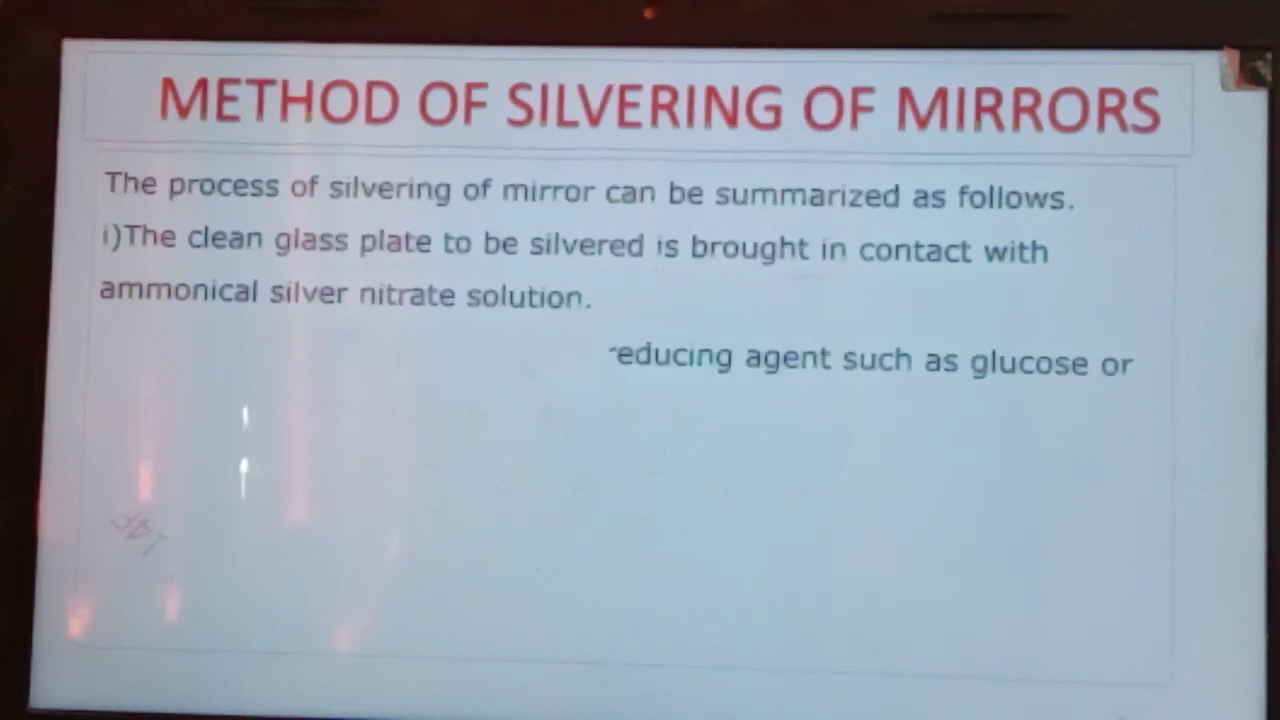 METHOD OF SILVERING OF MIRRORS
The process of silvering of mirror can be summarized as follows.
i)The clean glass plate to be silvered is brought in contact with
ammonical silver nitrate solution.
educing agent such as glucose or